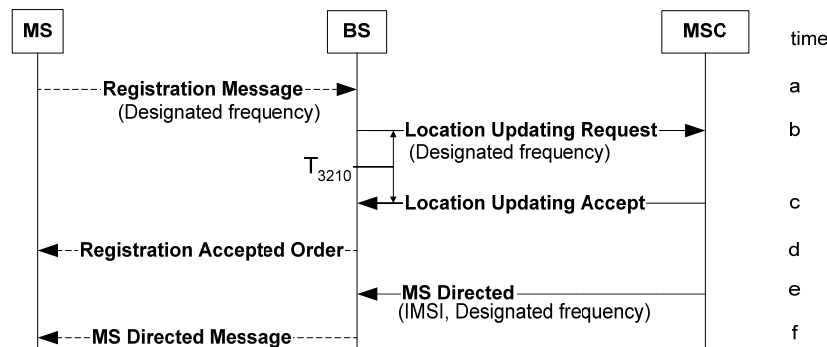 MS BS MSC time
Registration Message a
(Designated frequency)
Location Updating Request b
(Designated frequency)
T3210
Location Updating Accept c
Registration Accepted Order d
MS Directed e
(IMSI, Designated frequency)
MS Directed Message f